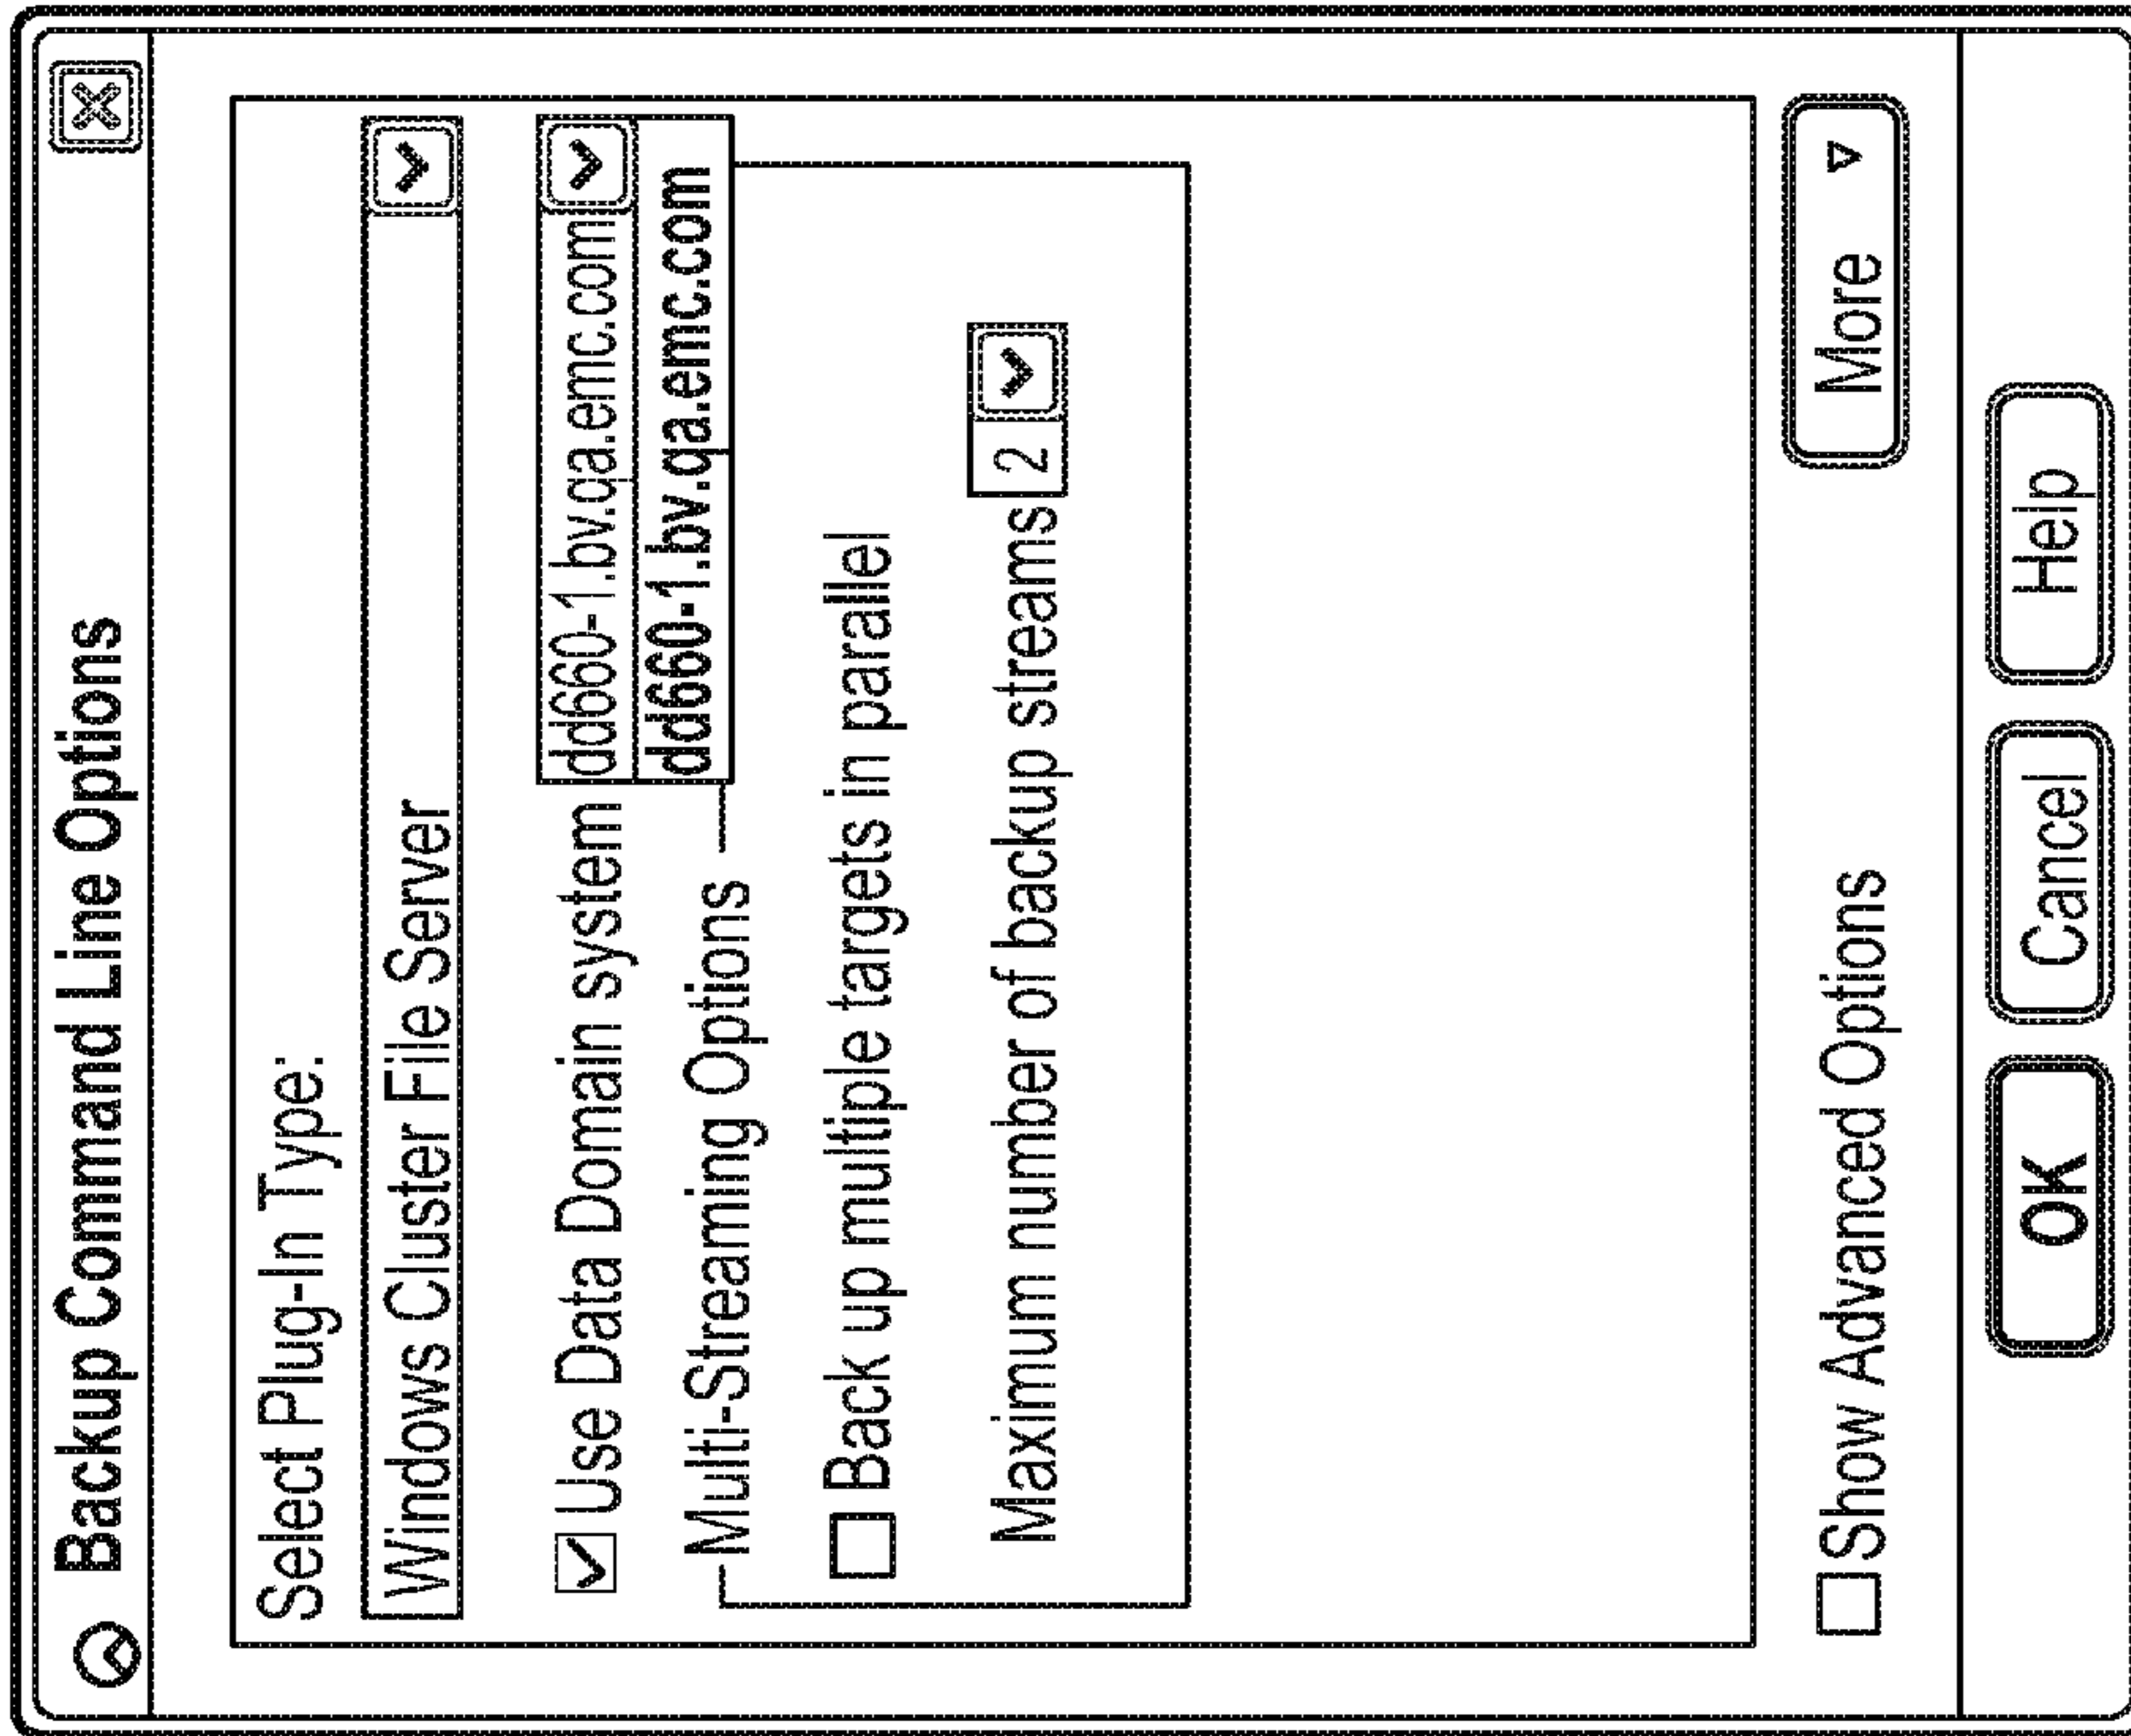 Backup Command Line Options
Select Plug-In Type:
Windows Cluster File Server
Use Data Domain system dd660-1.bv.qa.emc.com
dd660-1.bv.qa.emc.com
Multi-Streaming Options
Back up multiple targets in parallel
Maximum number of backup streams 2
Show Advanced Options More
OK Cancel Help